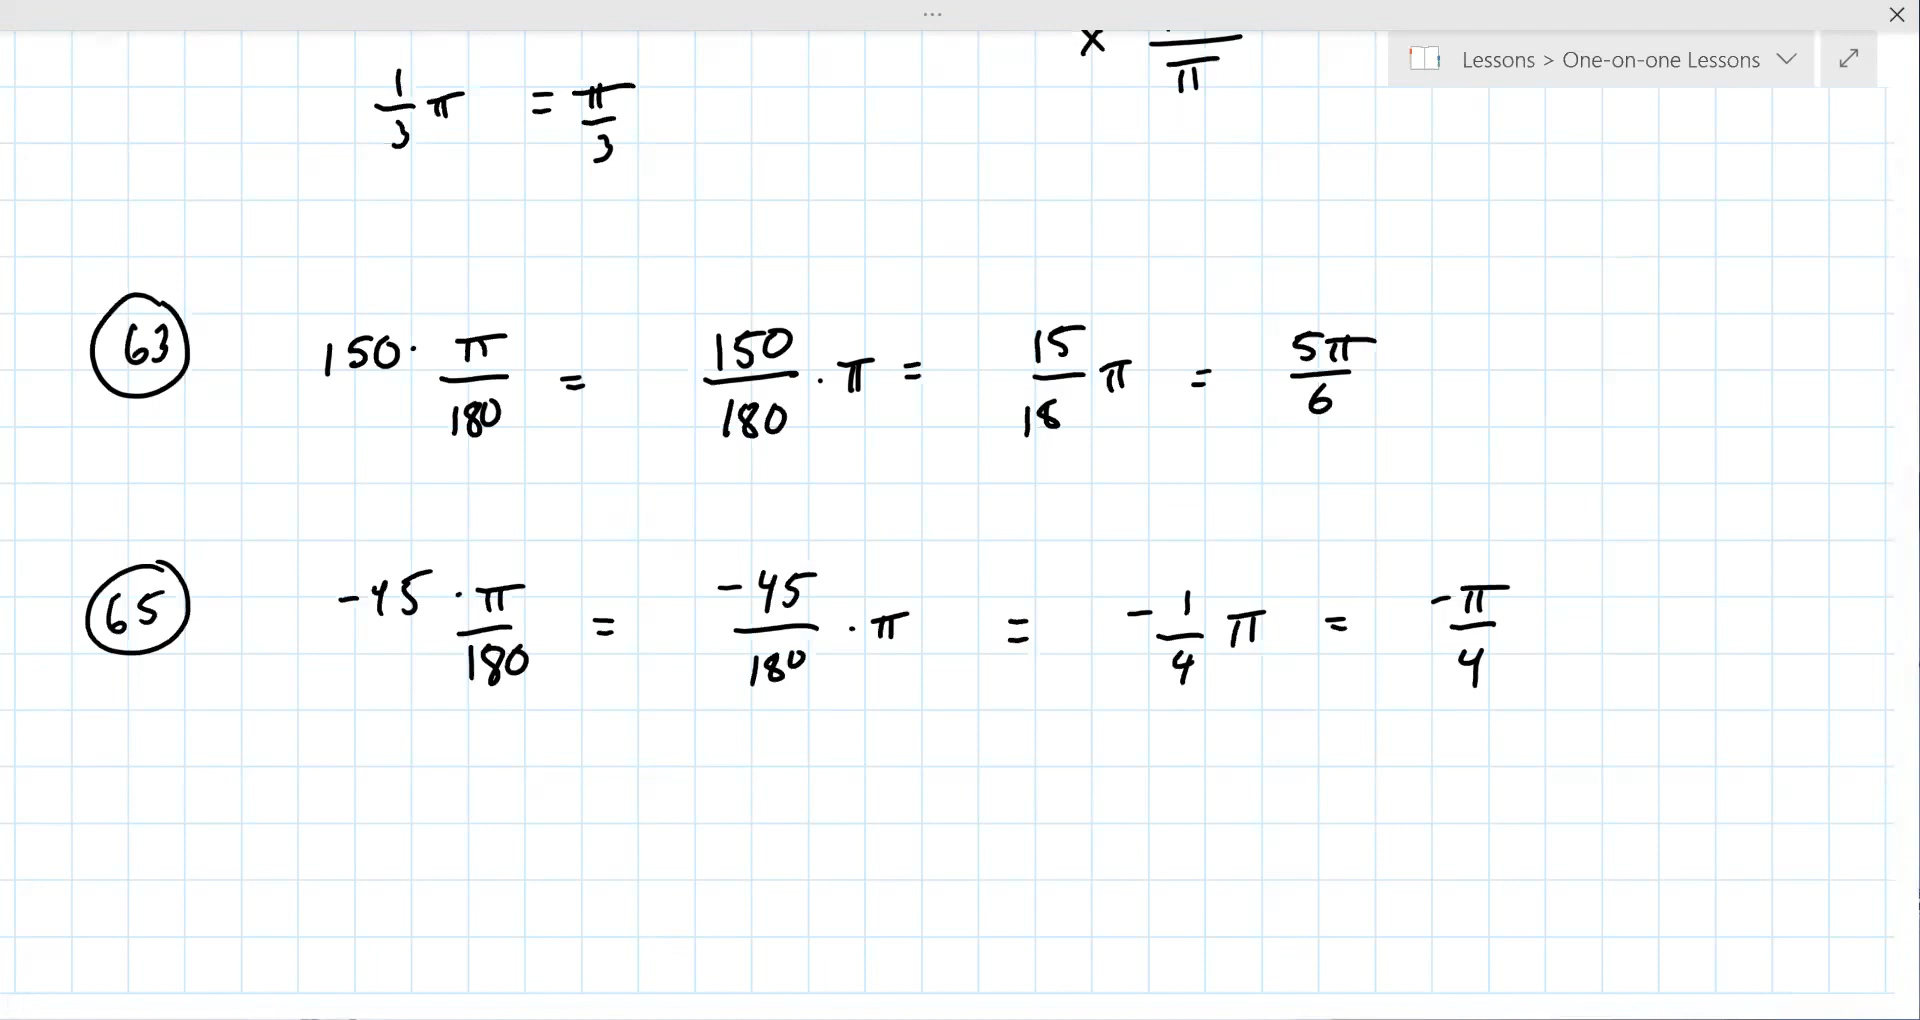 Lessons > One-on-one Lessons
1/3 π = π/3
x /π
63 150 · π/180 = 150/180 · π = 15/18 π = 5π/6
65 -45 · π/180 = -45/180 · π = -1/4 π = -π/4